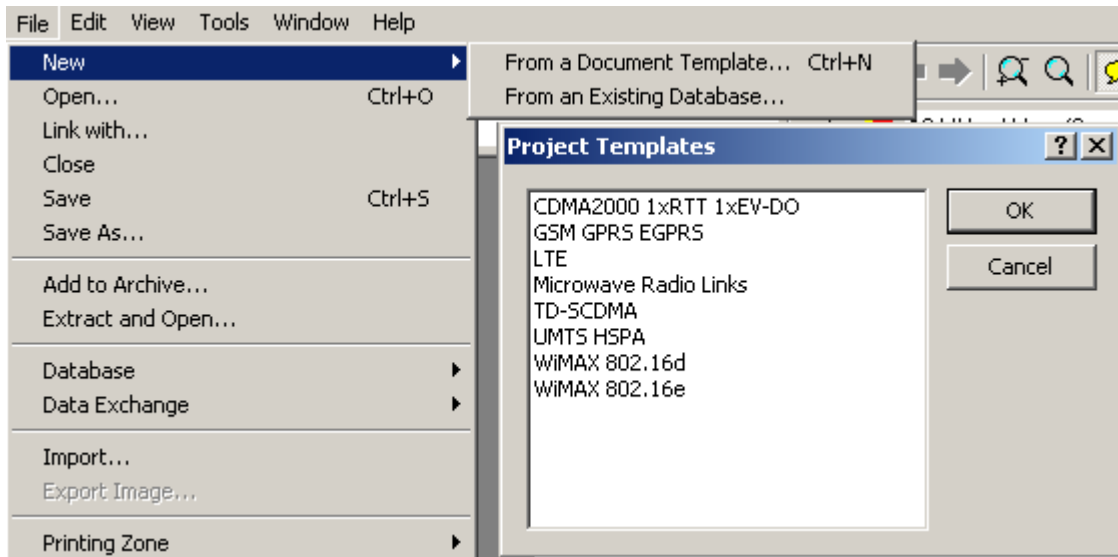 File Edit View Tools Window Help
New
From a Document Template... Ctrl+N
Open... Ctrl+O
From an Existing Database...
Link with...
Close
Save Ctrl+S
Save As...
Add to Archive...
Extract and Open...
Database
Data Exchange
Import...
Export Image...
Printing Zone
Project Templates
CDMA2000 1xRTT 1xEV-DO
GSM GPRS EGPRS
LTE
Microwave Radio Links
TD-SCDMA
UMTS HSPA
WiMAX 802.16d
WiMAX 802.16e
OK
Cancel